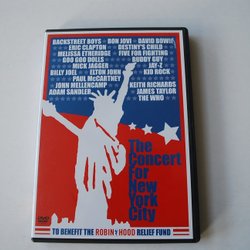 BACKSTREET BOYS BON JOVI DAVID BOWIE
ERIC CLAPTON DESTINY'S CHILD
MELISSA ETHERIDGE FIVE FOR FIGHTING
GOO GOO DOLLS BUDDY GUY
MICK JAGGER JAY-Z
BILLY JOEL ELTON JOHN KID ROCK
PAUL McCARTNEY
JOHN MELLENCAMP KEITH RICHARDS
ADAM SANDLER JAMES TAYLOR
THE WHO
The
Concert
For
New
York
City
DVD
TO BENEFIT THE ROBIN HOOD RELIEF FUND